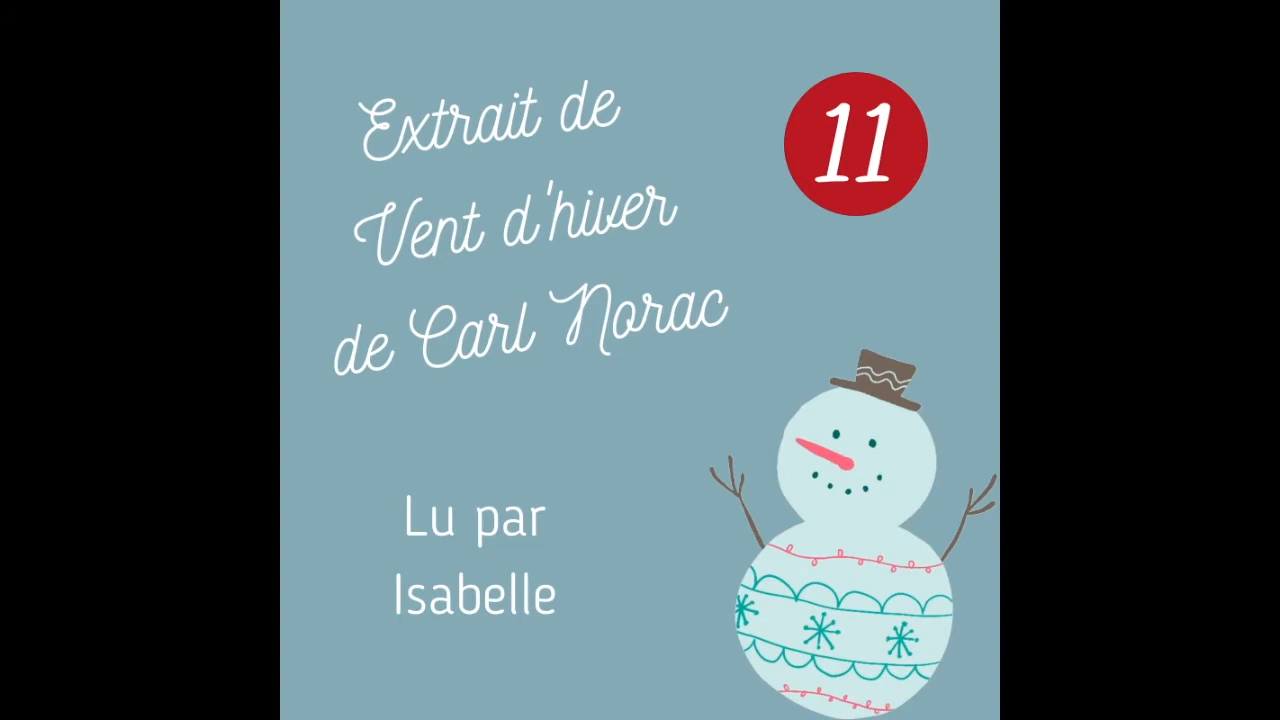 Extrait de
Vent d'hiver
de Carl Norac
11
Lu par
Isabelle